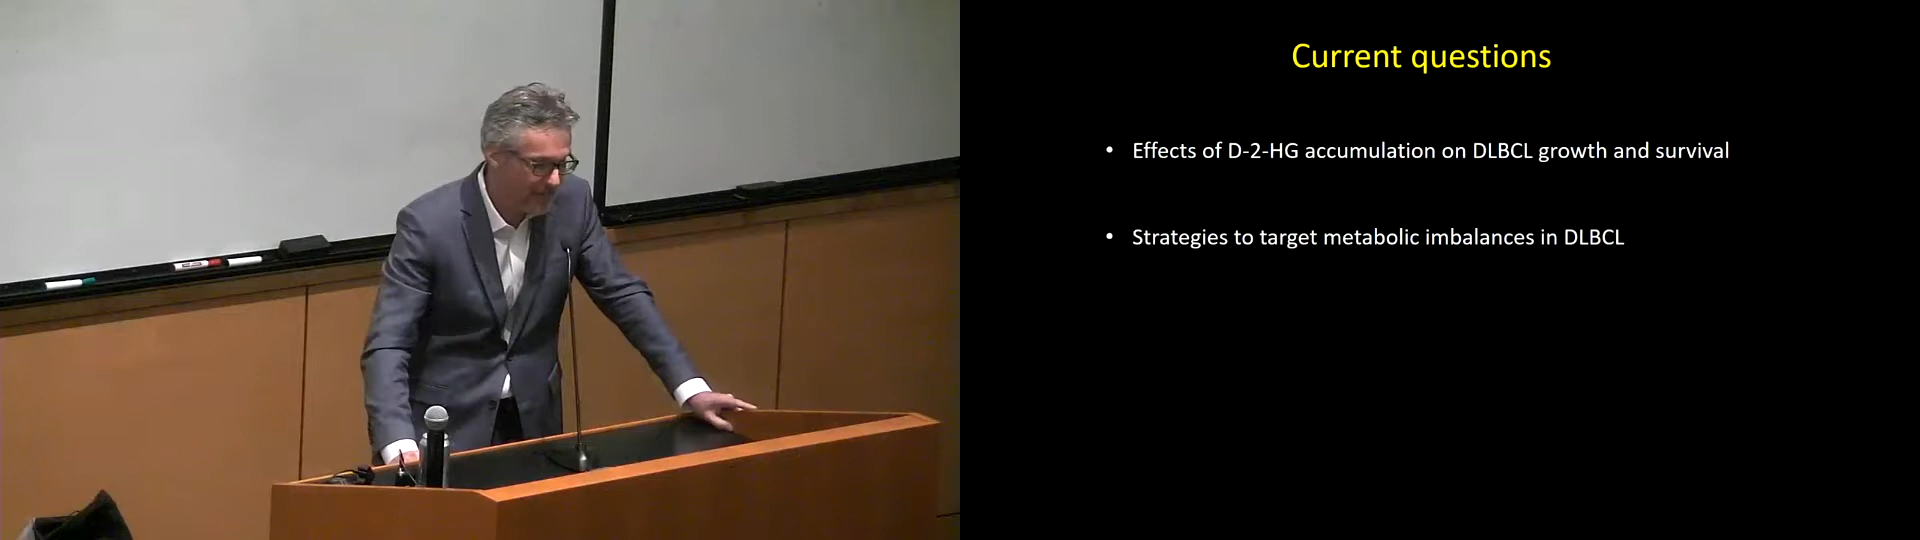 Current questions
• Effects of D-2-HG accumulation on DLBCL growth and survival
• Strategies to target metabolic imbalances in DLBCL